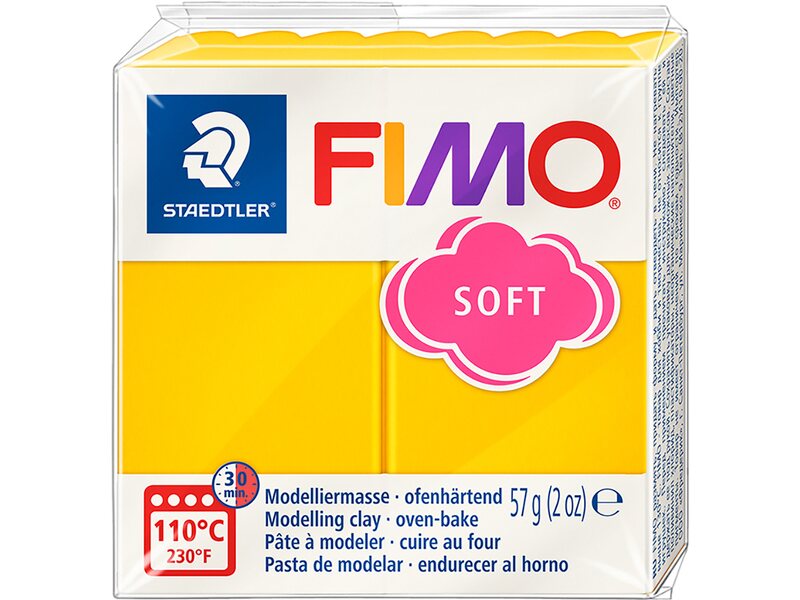 STAEDTLER®
FIMO®
SOFT
30
min.
110°C
230°F
Modelliermasse · ofenhärtend
Modelling clay · oven-bake
Pâte à modeler · cuire au four
Pasta de modelar · endurecer al horno
57 g (2 oz) ℮